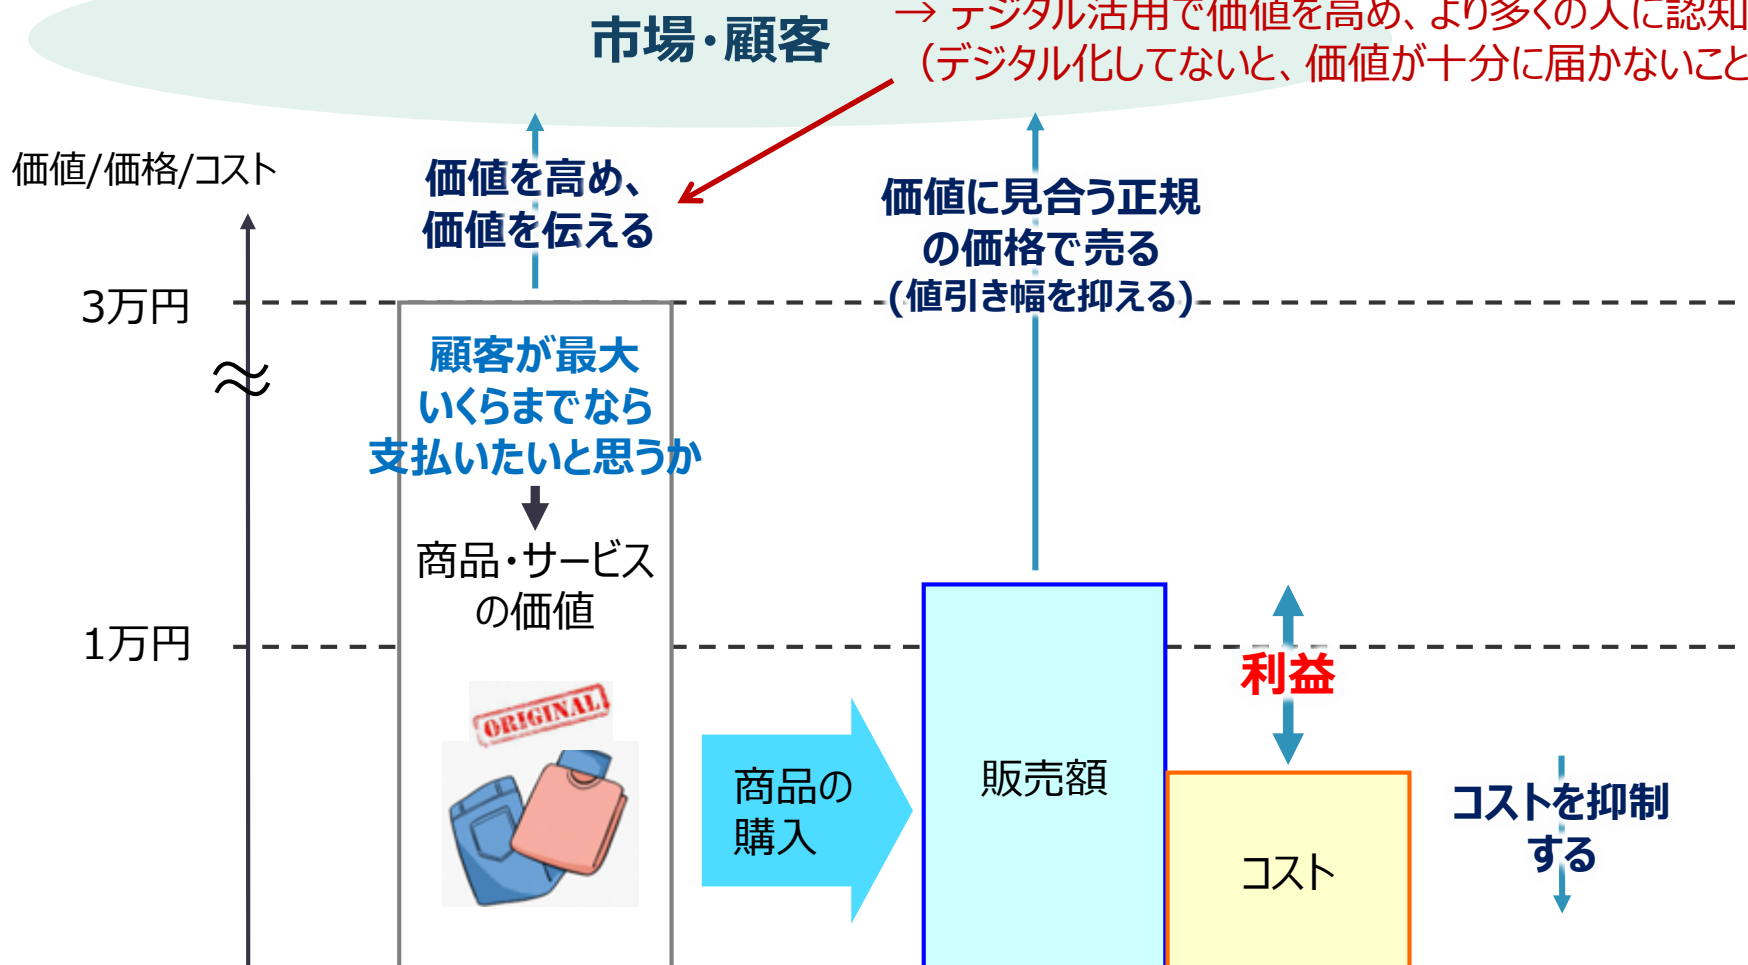 → デジタル活用で価値を高め、より多くの人に認知
市場・顧客
（デジタル化してないと、価値が十分に届かないこと
価値/価格/コスト
価値を高め、
価値を伝える
価値に見合う正規
の価格で売る
(値引き幅を抑える)
3万円
顧客が最大
いくらまでなら
支払いたいと思うか
商品・サービス
の価値
1万円
利益
ORIGINAL
商品の
購入
販売額
コスト
コストを抑制
する